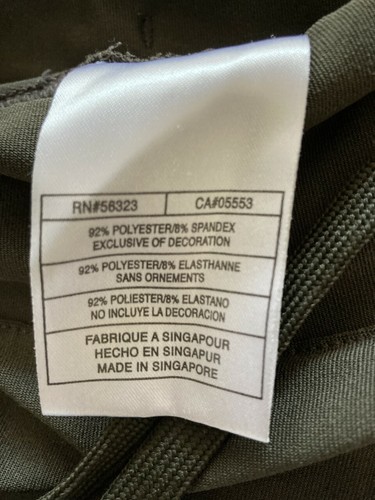 RN#56323 CA#05553
92% POLYESTER/8% SPANDEX
EXCLUSIVE OF DECORATION
92% POLYESTER/8% ELASTHANNE
SANS ORNEMENTS
92% POLIESTER/8% ELASTANO
NO INCLUYE LA DECORACION
FABRIQUE A SINGAPOUR
HECHO EN SINGAPUR
MADE IN SINGAPORE